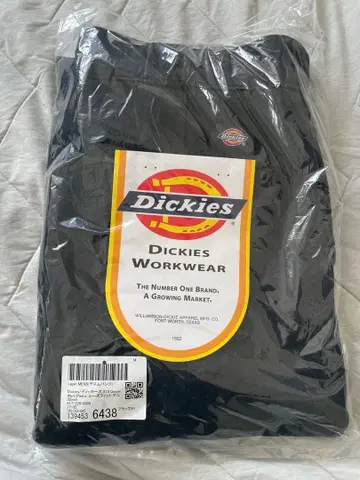 Dickies
Dickies
DICKIES
WORKWEAR
THE NUMBER ONE BRAND.
A GROWING MARKET.
WILLIAMSON-DICKIE APPAREL MFG. CO.
FORT WORTH, TEXAS
1922
M
139453 6438